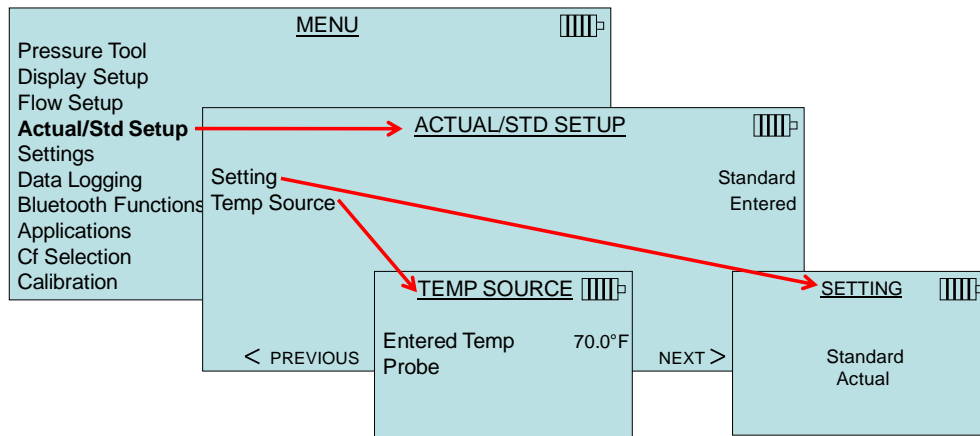 MENU
Pressure Tool
Display Setup
Flow Setup
Actual/Std Setup
Settings
Data Logging
Bluetooth Functions
Applications
Cf Selection
Calibration
ACTUAL/STD SETUP
Setting Standard
Temp Source Entered
< PREVIOUS NEXT >
TEMP SOURCE
Entered Temp 70.0°F
Probe
SETTING
Standard
Actual